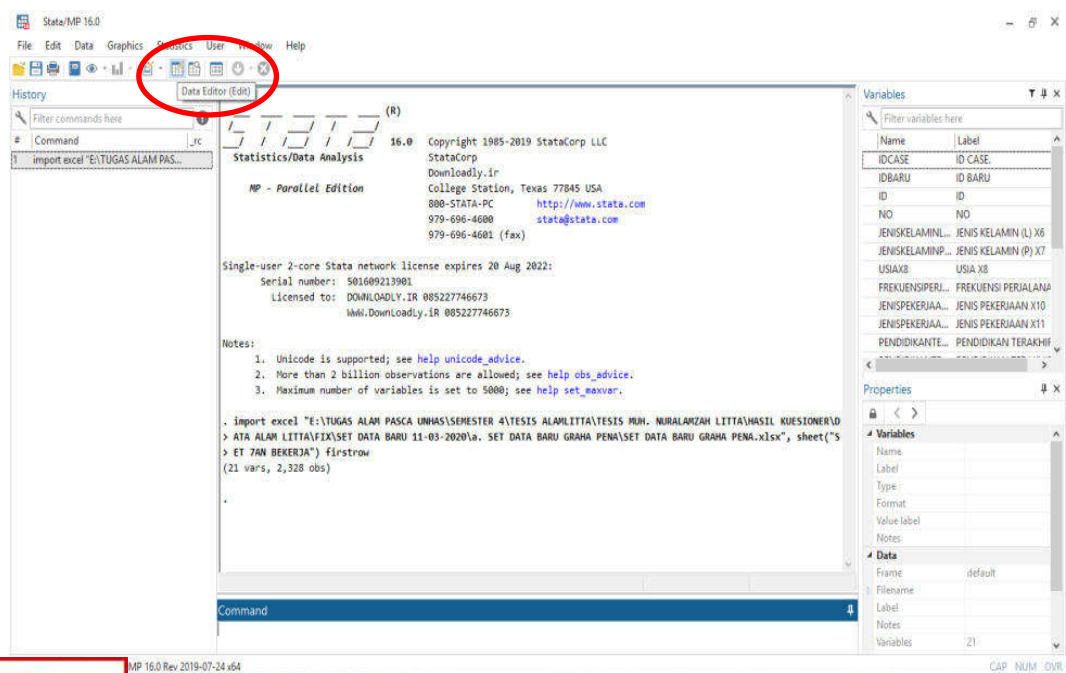 Stata/MP 16.0
File Edit Data Graphics Statistics User Window Help
History
Data Editor (Edit)
Filter commands here
# Command _rc
1 import excel "E:\TUGAS ALAM PAS...
(R)
16.0 Copyright 1985-2019 StataCorp LLC
Statistics/Data Analysis StataCorp
Downloadly.ir
MP - Parallel Edition College Station, Texas 77845 USA
800-STATA-PC http://www.stata.com
979-696-4600 stata@stata.com
979-696-4601 (fax)
Single-user 2-core Stata network license expires 20 Aug 2022:
Serial number: 501609213901
Licensed to: DOWNLOADLY.IR 085227746673
WwW.DownLoadLy.iR 085227746673
Notes:
1. Unicode is supported; see help unicode_advice.
2. More than 2 billion observations are allowed; see help obs_advice.
3. Maximum number of variables is set to 5000; see help set_maxvar.
. import excel "E:\TUGAS ALAM PASCA UNHAS\SEMESTER 4\TESIS ALAMLITTA\TESIS MUH. NURALAMZAH LITTA\HASIL KUESIONER\D
> ATA ALAM LITTA\FIX\SET DATA BARU 11-03-2020\a. SET DATA BARU GRAHA PENA\SET DATA BARU GRAHA PENA.xlsx", sheet("S
> ET 7AN BEKERJA") firstrow
(21 vars, 2,328 obs)
.
Command
Variables
Filter variables here
Name Label
IDCASE ID CASE.
IDBARU ID BARU
ID ID
NO NO
JENISKELAMINL... JENIS KELAMIN (L) X6
JENISKELAMINP... JENIS KELAMIN (P) X7
USIAX8 USIA X8
FREKUENSIPERJ... FREKUENSI PERJALANA
JENISPEKERJAA... JENIS PEKERJAAN X10
JENISPEKERJAA... JENIS PEKERJAAN X11
PENDIDIKANTE... PENDIDIKAN TERAKHIR
Properties
Variables
Name
Label
Type
Format
Value label
Notes
Data
Frame default
Filename
Label
Notes
Variables 21
MP 16.0 Rev 2019-07-24 x64
CAP NUM OVR